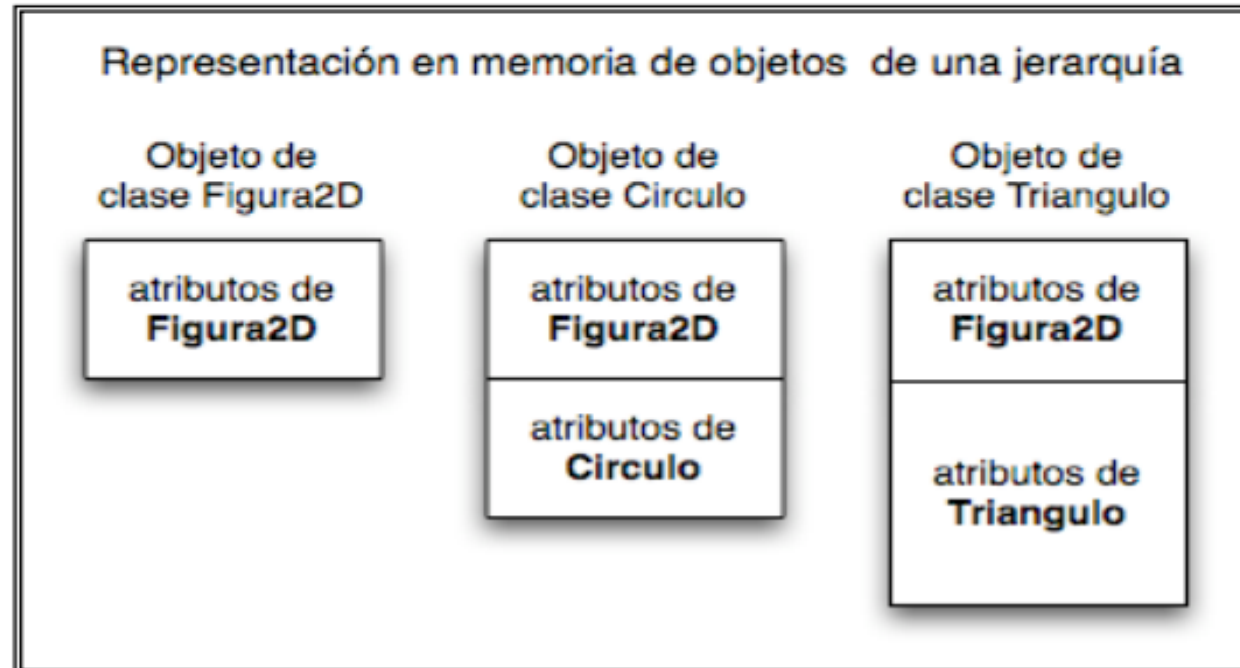 Representación en memoria de objetos de una jerarquía
Objeto de
clase Figura2D
atributos de
Figura2D
Objeto de
clase Circulo
atributos de
Figura2D
atributos de
Circulo
Objeto de
clase Triangulo
atributos de
Figura2D
atributos de
Triangulo